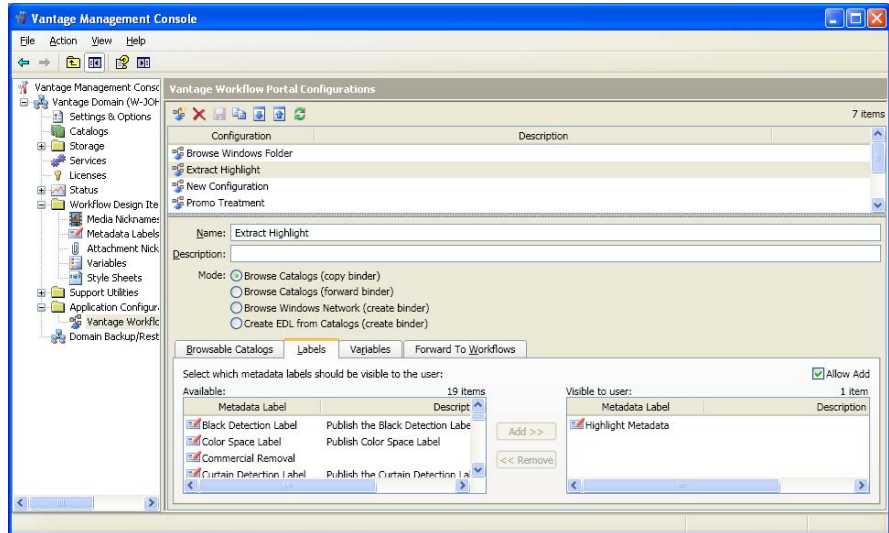 Vantage Management Console
File Action View Help
Vantage Management Consc
Vantage Domain (W-JOH
Settings & Options
Catalogs
Storage
Services
Licenses
Status
Workflow Design Ite
Media Nicknames
Metadata Labels
Attachment Nick
Variables
Style Sheets
Support Utilities
Application Configur
Vantage Workflc
Domain Backup/Rest
Vantage Workflow Portal Configurations
7 items
Configuration Description
Browse Windows Folder
Extract Highlight
New Configuration
Promo Treatment
Name: Extract Highlight
Description:
Mode: Browse Catalogs (copy binder)
Browse Catalogs (forward binder)
Browse Windows Network (create binder)
Create EDL from Catalogs (create binder)
Browsable Catalogs Labels Variables Forward To Workflows
Select which metadata labels should be visible to the user: Allow Add
Available: 19 items Visible to user: 1 item
Metadata Label Descript Metadata Label Description
Black Detection Label Publish the Black Detection Labe Highlight Metadata
Color Space Label Publish Color Space Label Add >>
Commercial Removal << Remove
Curtain Detection Label Publish the Curtain Detection La